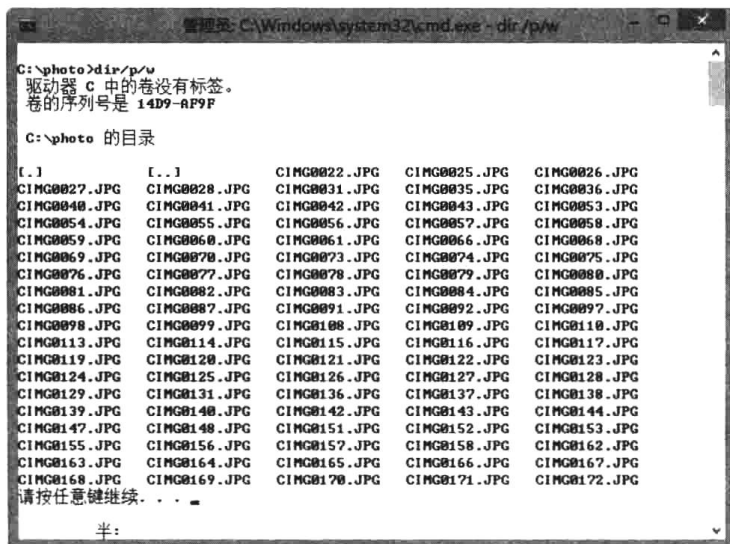 管理员: C:\Windows\system32\cmd.exe - dir /p/w
C:\photo>dir/p/w
驱动器 C 中的卷没有标签。
卷的序列号是 14D9-AF9F
C:\photo 的目录
[.] [..] CIMG0022.JPG CIMG0025.JPG CIMG0026.JPG
CIMG0027.JPG CIMG0028.JPG CIMG0031.JPG CIMG0035.JPG CIMG0036.JPG
CIMG0040.JPG CIMG0041.JPG CIMG0042.JPG CIMG0043.JPG CIMG0053.JPG
CIMG0054.JPG CIMG0055.JPG CIMG0056.JPG CIMG0057.JPG CIMG0058.JPG
CIMG0059.JPG CIMG0060.JPG CIMG0061.JPG CIMG0066.JPG CIMG0068.JPG
CIMG0069.JPG CIMG0070.JPG CIMG0073.JPG CIMG0074.JPG CIMG0075.JPG
CIMG0076.JPG CIMG0077.JPG CIMG0078.JPG CIMG0079.JPG CIMG0080.JPG
CIMG0081.JPG CIMG0082.JPG CIMG0083.JPG CIMG0084.JPG CIMG0085.JPG
CIMG0086.JPG CIMG0087.JPG CIMG0091.JPG CIMG0092.JPG CIMG0097.JPG
CIMG0098.JPG CIMG0099.JPG CIMG0108.JPG CIMG0109.JPG CIMG0110.JPG
CIMG0113.JPG CIMG0114.JPG CIMG0115.JPG CIMG0116.JPG CIMG0117.JPG
CIMG0119.JPG CIMG0120.JPG CIMG0121.JPG CIMG0122.JPG CIMG0123.JPG
CIMG0124.JPG CIMG0125.JPG CIMG0126.JPG CIMG0127.JPG CIMG0128.JPG
CIMG0129.JPG CIMG0131.JPG CIMG0136.JPG CIMG0137.JPG CIMG0138.JPG
CIMG0139.JPG CIMG0140.JPG CIMG0142.JPG CIMG0143.JPG CIMG0144.JPG
CIMG0147.JPG CIMG0148.JPG CIMG0151.JPG CIMG0152.JPG CIMG0153.JPG
CIMG0155.JPG CIMG0156.JPG CIMG0157.JPG CIMG0158.JPG CIMG0162.JPG
CIMG0163.JPG CIMG0164.JPG CIMG0165.JPG CIMG0166.JPG CIMG0167.JPG
CIMG0168.JPG CIMG0169.JPG CIMG0170.JPG CIMG0171.JPG CIMG0172.JPG
请按任意键继续. . .
半: